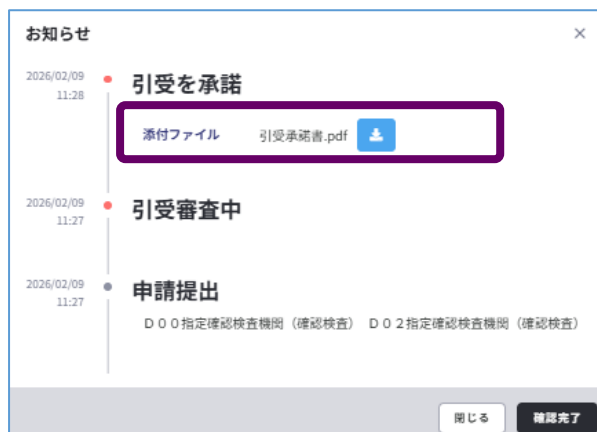 お知らせ
×
2026/02/09 引受を承諾
11:28
添付ファイル 引受承諾書.pdf
2026/02/09 引受審査中
11:27
2026/02/09 申請提出
11:27
D00指定確認検査機関（確認検査） D02指定確認検査機関（確認検査）
閉じる 確認完了